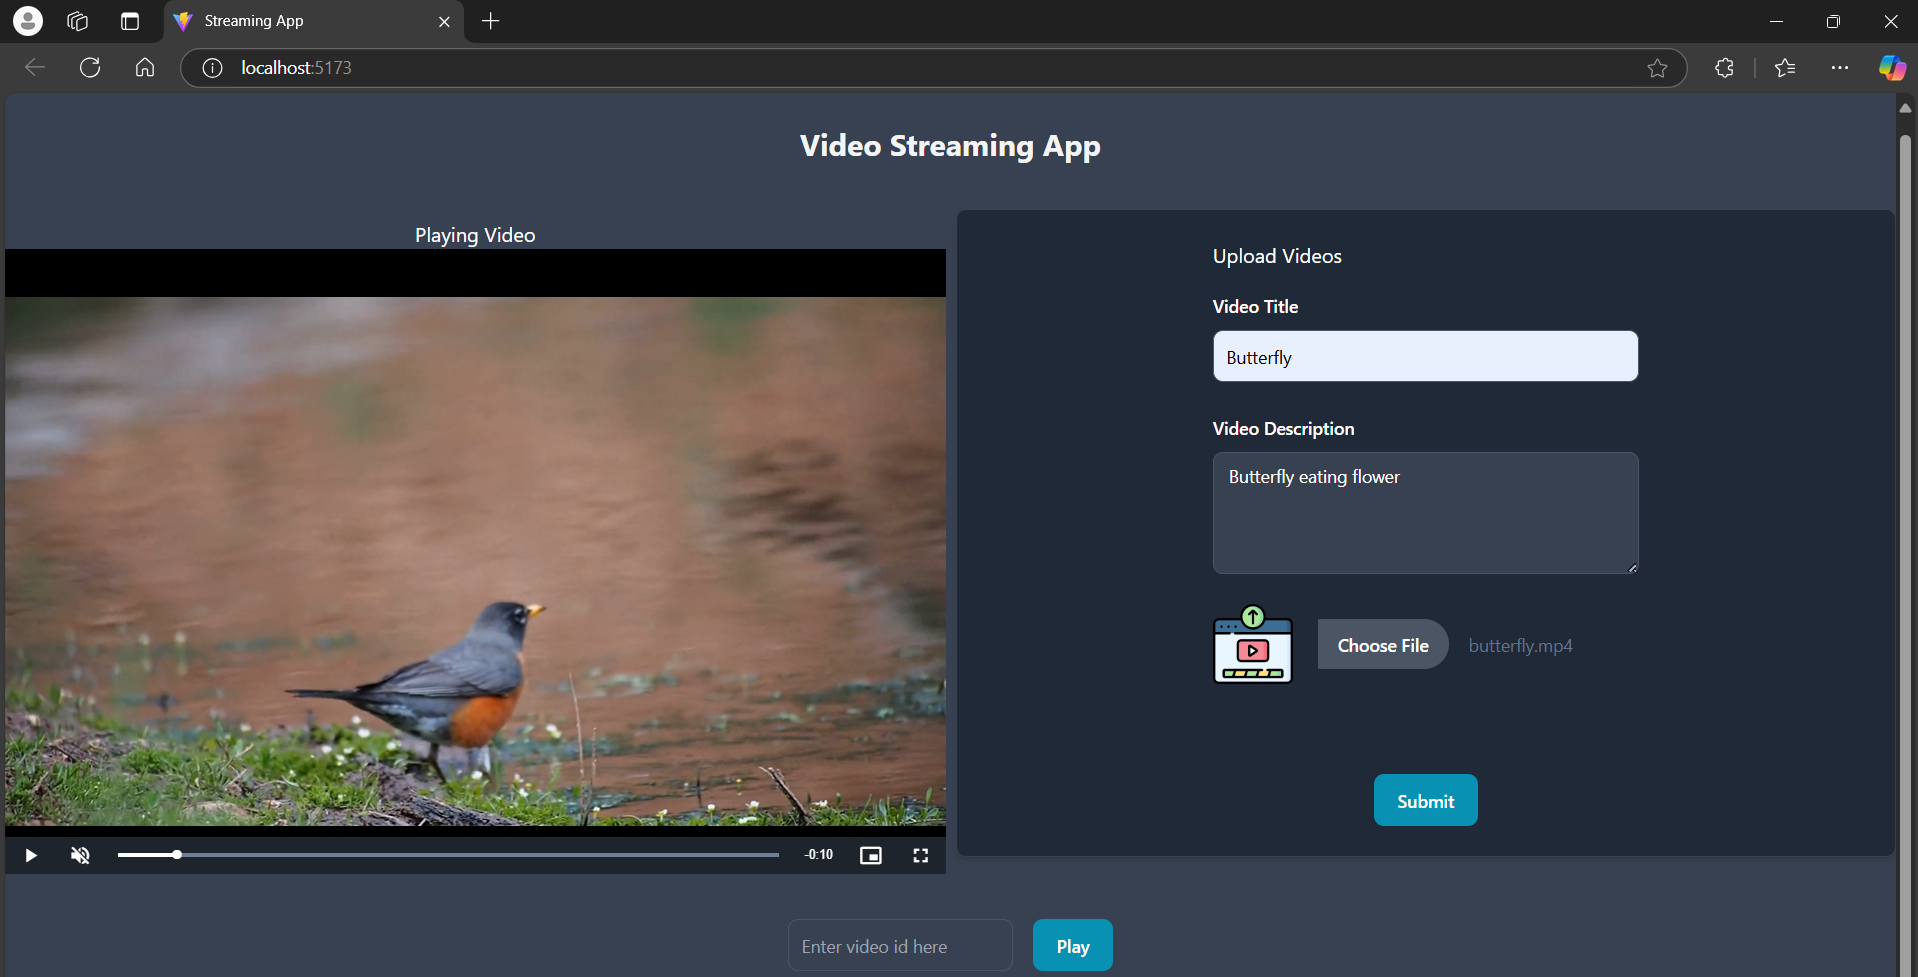 Streaming App
localhost:5173
Video Streaming App
Playing Video
-0:10
Upload Videos
Video Title
Butterfly
Video Description
Butterfly eating flower
Choose File butterfly.mp4
Submit
Enter video id here Play